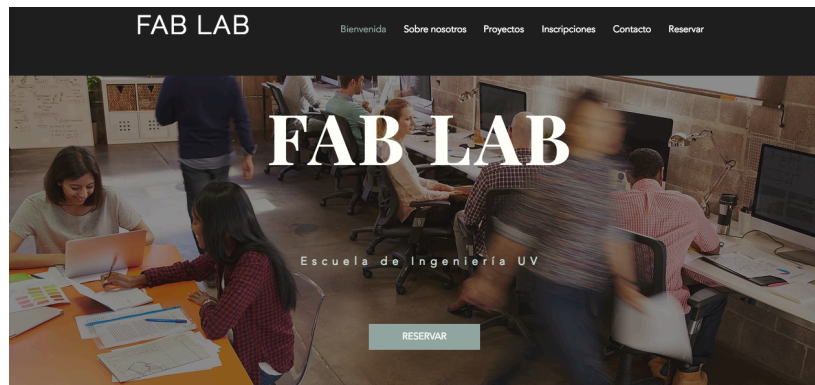 FAB LAB
Bienvenida Sobre nosotros Proyectos Inscripciones Contacto Reservar
FAB LAB
Escuela de Ingeniería UV
RESERVAR